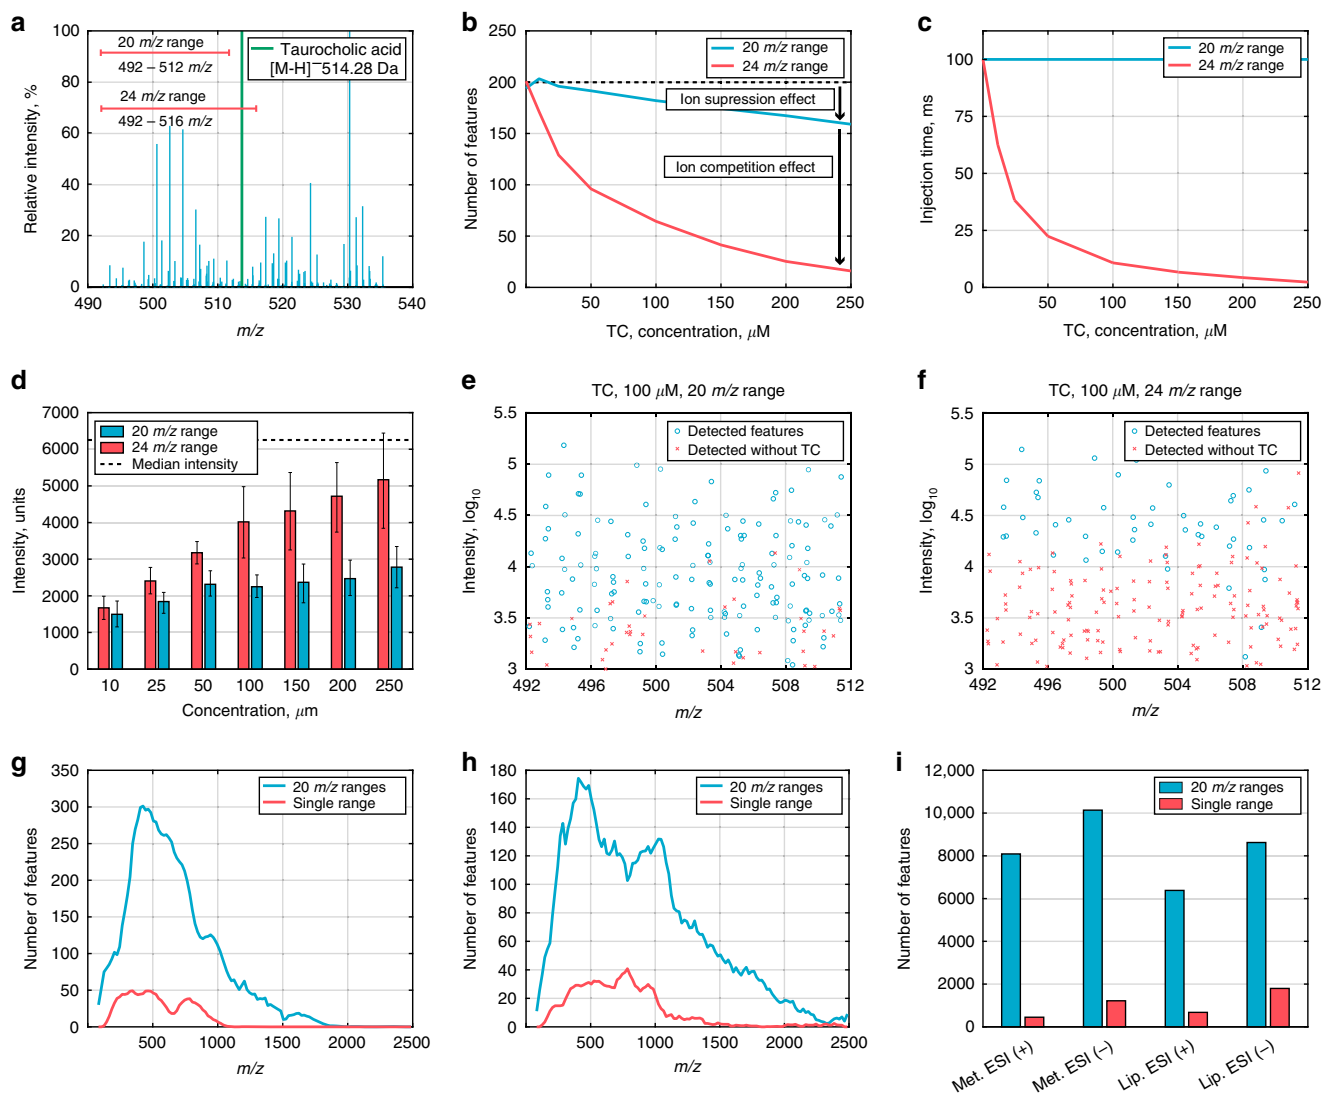 a
Relative intensity, %
100
80
60
40
20
0
20 m/z range
492 – 512 m/z
24 m/z range
492 – 516 m/z
Taurocholic acid
[M-H]⁻514.28 Da
490 500 510 520 530 540
m/z
b
Number of features
250
200
150
100
50
0
20 m/z range
24 m/z range
Ion supression effect
Ion competition effect
50 100 150 200 250
TC, concentration, μM
c
Injection time, ms
100
75
50
25
0
20 m/z range
24 m/z range
50 100 150 200 250
TC, concentration, μM
d
Intensity, units
7000
6000
5000
4000
3000
2000
1000
0
20 m/z range
24 m/z range
Median intensity
10 25 50 100 150 200 250
Concentration, μm
e
TC, 100 μM, 20 m/z range
Intensity, log10
5.5
5
4.5
4
3.5
3
Detected features
Detected without TC
492 496 500 504 508 512
m/z
f
TC, 100 μM, 24 m/z range
Intensity, log10
5.5
5
4.5
4
3.5
3
Detected features
Detected without TC
492 496 500 504 508 512
m/z
g
Number of features
350
300
250
200
150
100
50
0
20 m/z ranges
Single range
500 1000 1500 2000 2500
m/z
h
Number of features
180
160
140
120
100
80
60
40
20
0
20 m/z ranges
Single range
500 1000 1500 2000 2500
m/z
i
Number of features
12,000
10,000
8000
6000
4000
2000
0
20 m/z ranges
Single range
Met. ESI (+)
Met. ESI (–)
Lip. ESI (+)
Lip. ESI (–)